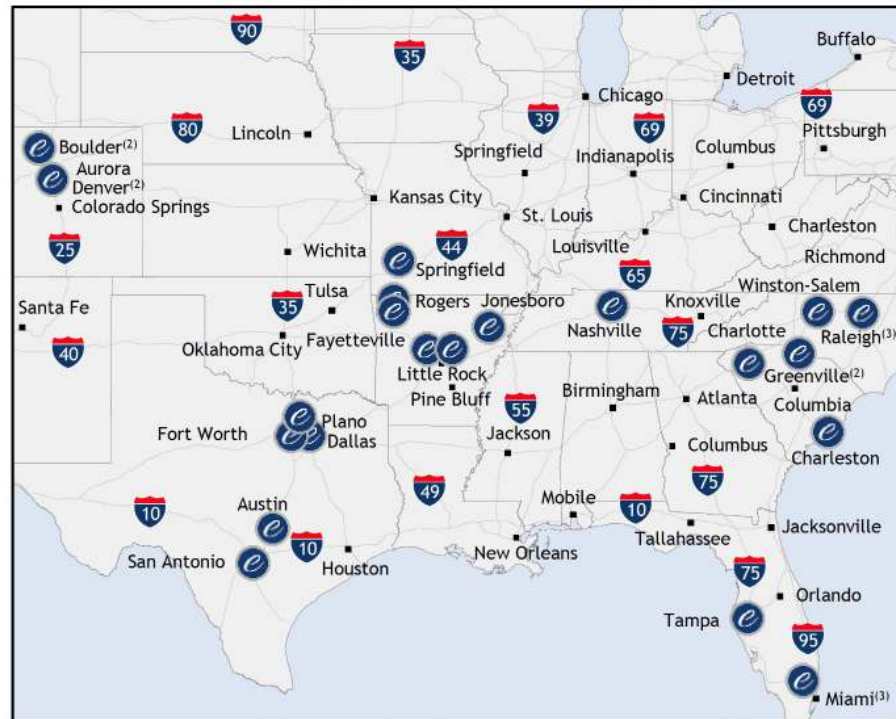 90
35
Buffalo
Detroit
Chicago
39
69
69
80
Lincoln
Pittsburgh
Boulder(2)
Springfield
Indianapolis
Columbus
Aurora
Denver(2)
Kansas City
Cincinnati
Colorado Springs
St. Louis
Charleston
25
Wichita
44
Louisville
Richmond
Springfield
65
Winston-Salem
Santa Fe
35
Tulsa
Rogers
Jonesboro
Nashville
Knoxville
75
Charlotte
Raleigh(3)
40
Oklahoma City
Fayetteville
Little Rock
Greenville(2)
Pine Bluff
Birmingham
Atlanta
Columbia
55
Plano
Fort Worth
Dallas
Jackson
Columbus
Charleston
49
75
10
Austin
Mobile
10
10
Tallahassee
Jacksonville
San Antonio
Houston
New Orleans
75
Orlando
Tampa
95
Miami(3)